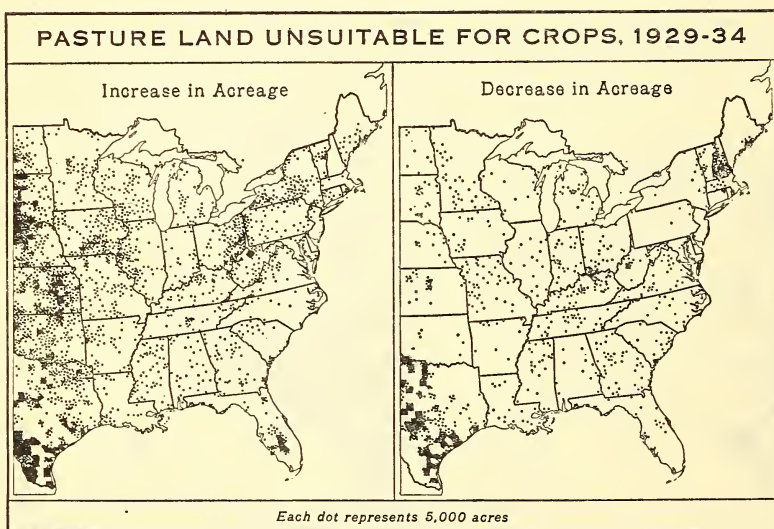 PASTURE LAND UNSUITABLE FOR CROPS, 1929-34
Increase in Acreage
Decrease in Acreage
Each dot represents 5,000 acres